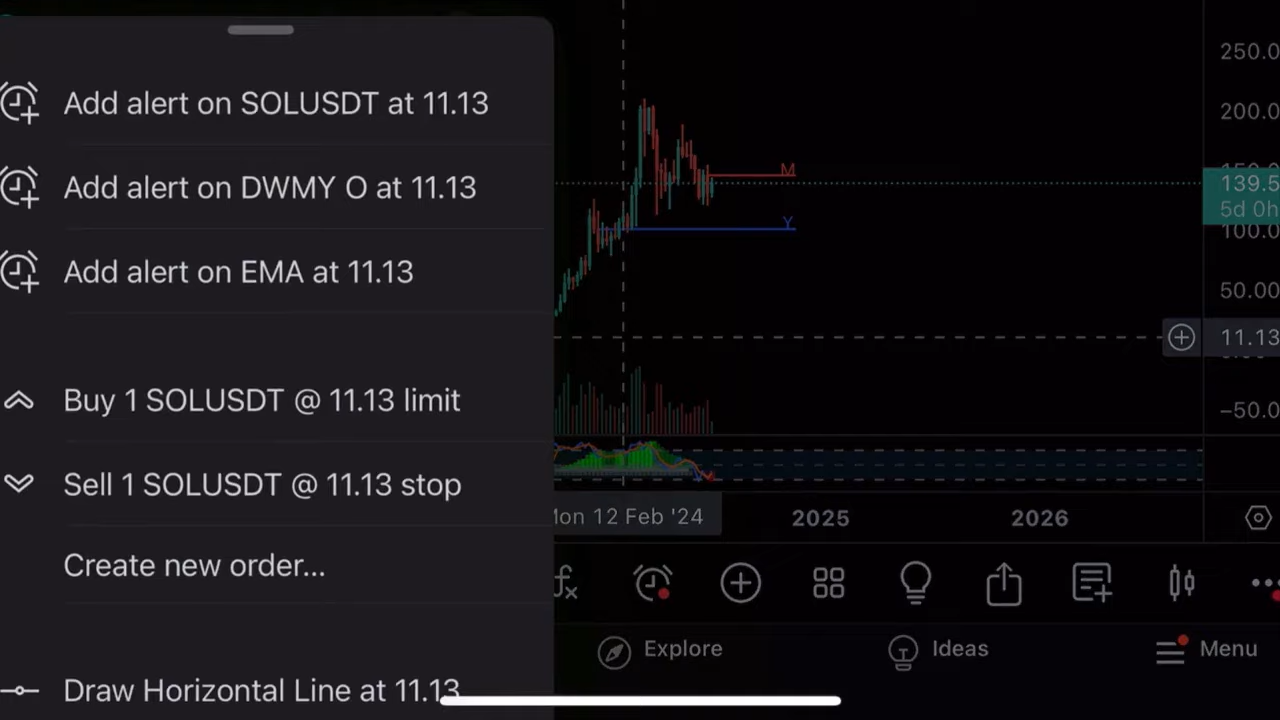 Add alert on SOLUSDT at 11.13
Add alert on DWMY O at 11.13
Add alert on EMA at 11.13
Buy 1 SOLUSDT @ 11.13 limit
Sell 1 SOLUSDT @ 11.13 stop
Create new order...
Draw Horizontal Line at 11.13
M
Y
250.0
200.0
139.5
5d 0h
100.0
50.00
11.13
−50.0
Mon 12 Feb '24
2025
2026
Explore
Ideas
Menu